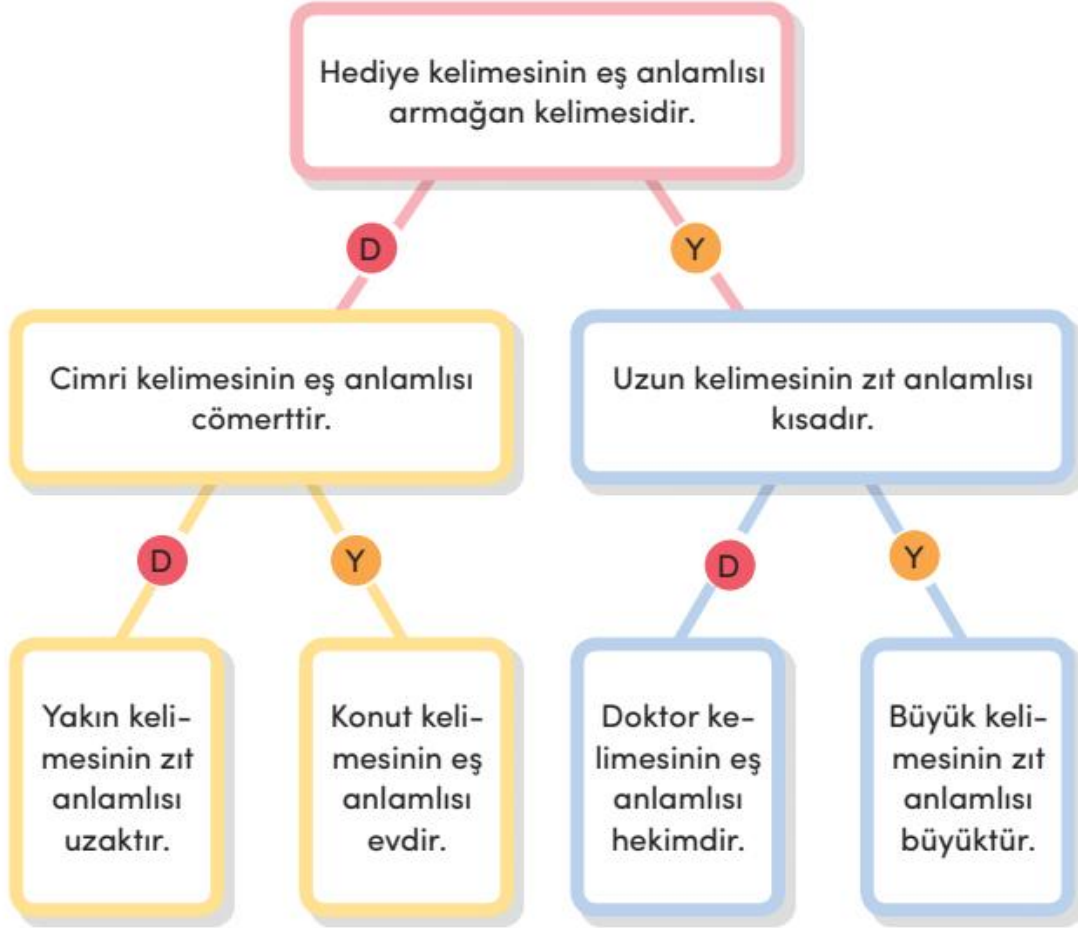 Hediye kelimesinin eş anlamlısı
armağan kelimesidir.
D
Y
Cimri kelimesinin eş anlamlısı
cömerttir.
Uzun kelimesinin zıt anlamlısı
kısadır.
D
Y
D
Y
Yakın keli-
mesinin zıt
anlamlısı
uzaktır.
Konut keli-
mesinin eş
anlamlısı
evdir.
Doktor ke-
limesinin eş
anlamlısı
hekimdir.
Büyük keli-
mesinin zıt
anlamlısı
büyüktür.